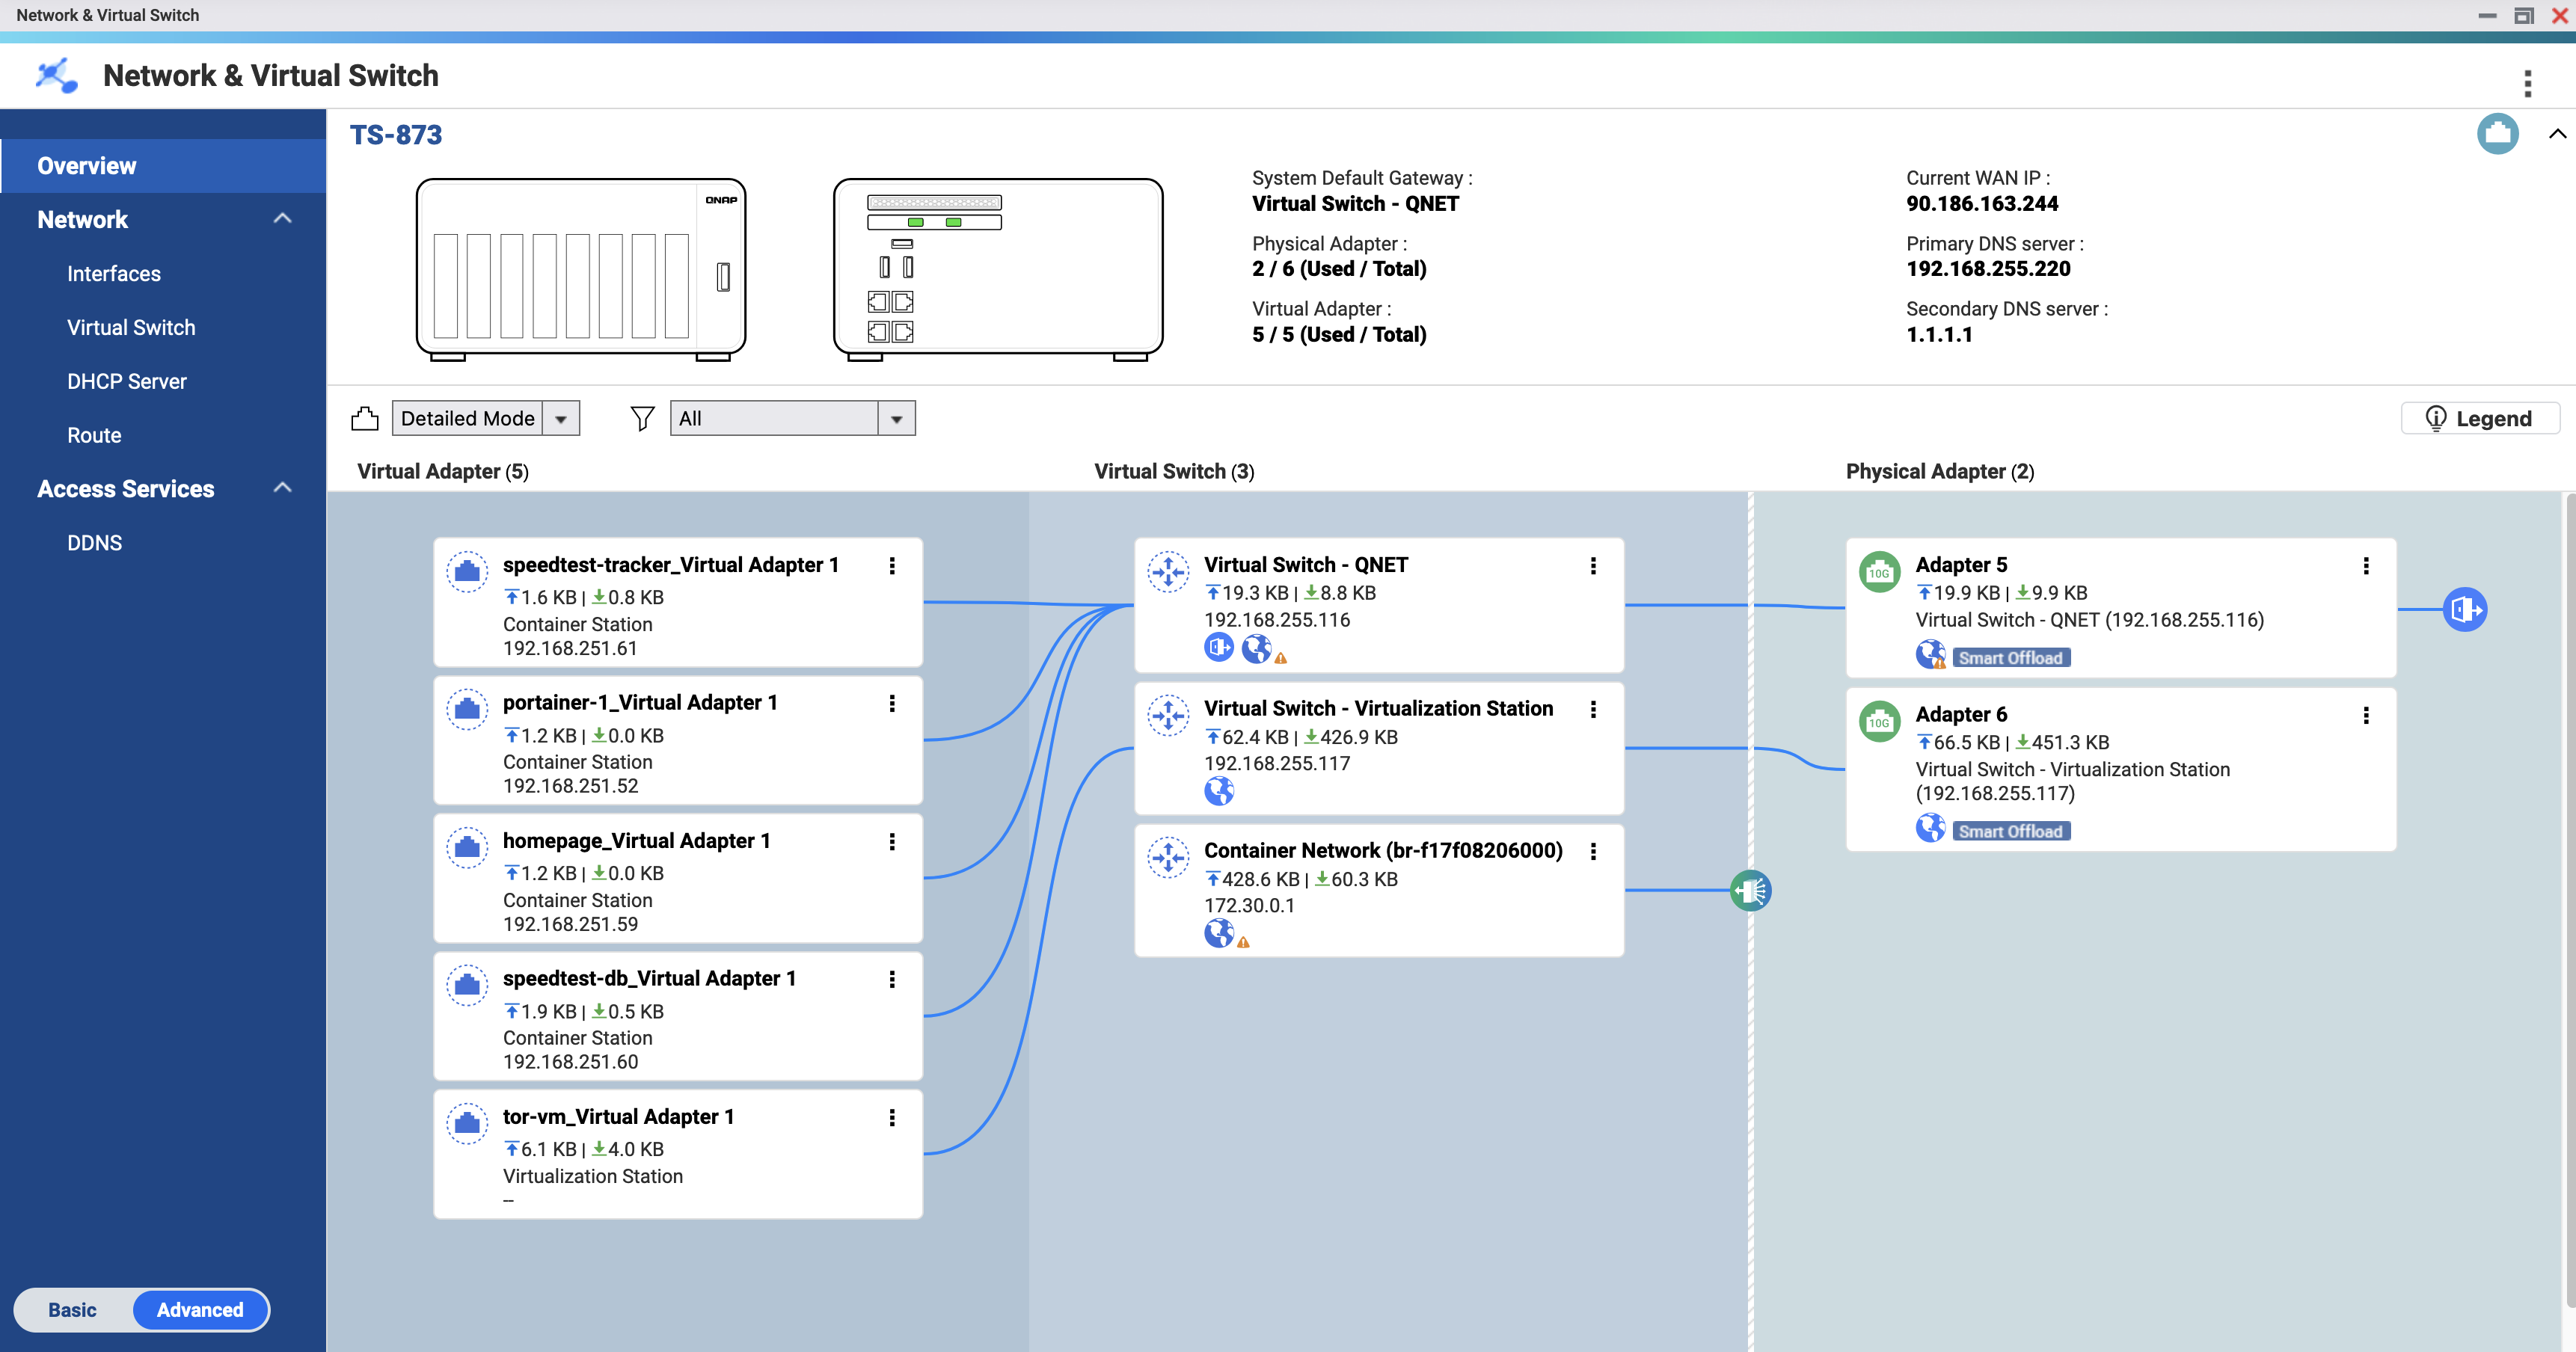 Network & Virtual Switch
Network & Virtual Switch
Overview
Network
Interfaces
Virtual Switch
DHCP Server
Route
Access Services
DDNS
Basic
Advanced
TS-873
QNAP
System Default Gateway :
Virtual Switch - QNET
Physical Adapter :
2 / 6 (Used / Total)
Virtual Adapter :
5 / 5 (Used / Total)
Current WAN IP :
90.186.163.244
Primary DNS server :
192.168.255.220
Secondary DNS server :
1.1.1.1
Detailed Mode
All
Legend
Virtual Adapter (5)
Virtual Switch (3)
Physical Adapter (2)
speedtest-tracker_Virtual Adapter 1
1.6 KB | 0.8 KB
Container Station
192.168.251.61
portainer-1_Virtual Adapter 1
1.2 KB | 0.0 KB
Container Station
192.168.251.52
homepage_Virtual Adapter 1
1.2 KB | 0.0 KB
Container Station
192.168.251.59
speedtest-db_Virtual Adapter 1
1.9 KB | 0.5 KB
Container Station
192.168.251.60
tor-vm_Virtual Adapter 1
6.1 KB | 4.0 KB
Virtualization Station
--
Virtual Switch - QNET
19.3 KB | 8.8 KB
192.168.255.116
Virtual Switch - Virtualization Station
62.4 KB | 426.9 KB
192.168.255.117
Container Network (br-f17f08206000)
428.6 KB | 60.3 KB
172.30.0.1
10G
Adapter 5
19.9 KB | 9.9 KB
Virtual Switch - QNET (192.168.255.116)
Smart Offload
10G
Adapter 6
66.5 KB | 451.3 KB
Virtual Switch - Virtualization Station
(192.168.255.117)
Smart Offload